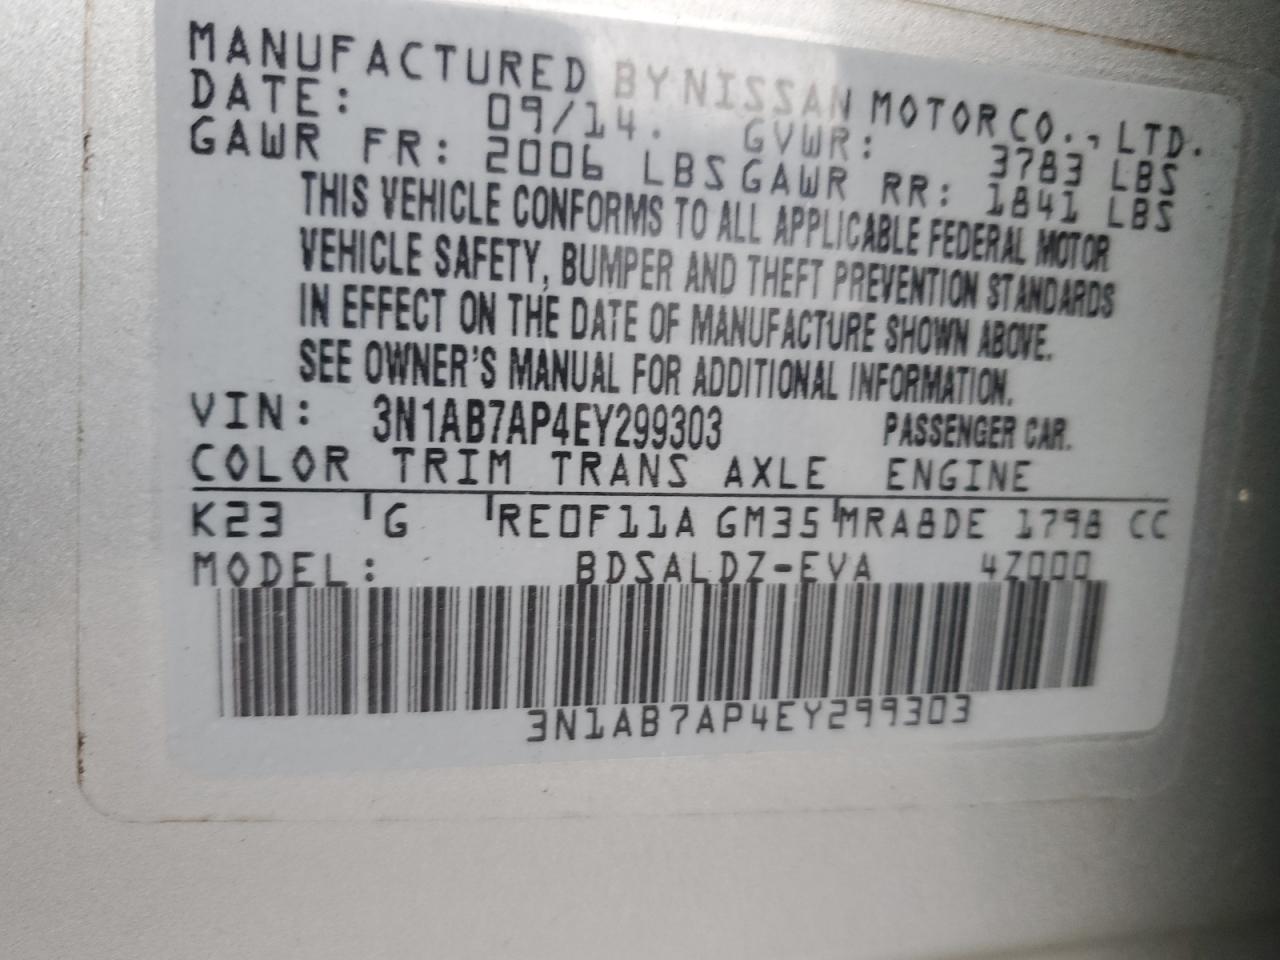 MANUFACTURED BY NISSAN MOTOR CO., LTD.
DATE: 09/14. GVWR: 3783 LBS
GAWR FR: 2006 LBS GAWR RR: 1841 LBS
THIS VEHICLE CONFORMS TO ALL APPLICABLE FEDERAL MOTOR
VEHICLE SAFETY, BUMPER AND THEFT PREVENTION STANDARDS
IN EFFECT ON THE DATE OF MANUFACTURE SHOWN ABOVE.
SEE OWNER'S MANUAL FOR ADDITIONAL INFORMATION.
VIN: 3N1AB7AP4EY299303 PASSENGER CAR.
COLOR TRIM TRANS AXLE ENGINE
K23 G RE0F11A GM35 MRA8DE 1798 CC
MODEL: BDSALDZ-EVA 4Z000
3N1AB7AP4EY299303